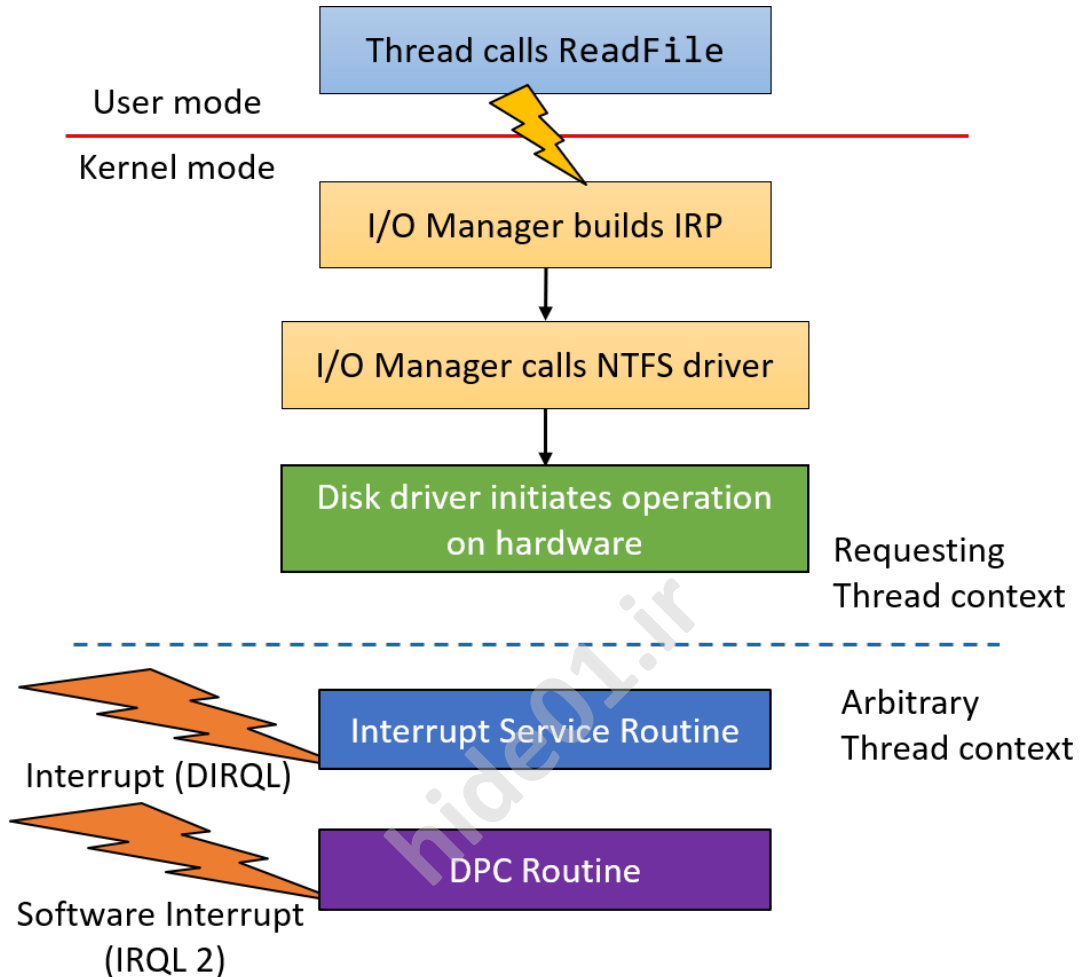 Thread calls ReadFile
User mode
Kernel mode
I/O Manager builds IRP
I/O Manager calls NTFS driver
Disk driver initiates operation
on hardware
Requesting
Thread context
Interrupt Service Routine
Arbitrary
Thread context
Interrupt (DIRQL)
DPC Routine
Software Interrupt
(IRQL 2)
hide01.ir